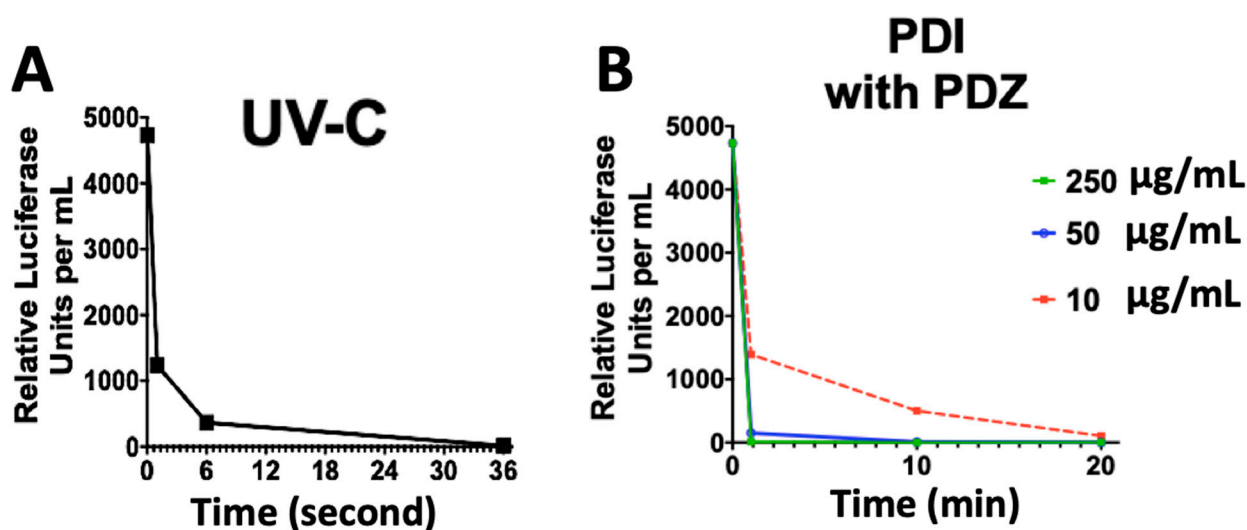 A
UV-C
Relative Luciferase
Units per mL
5000
4000
3000
2000
1000
0
0 6 12 18 24 30 36
Time (second)
B
PDI
with PDZ
Relative Luciferase
Units per mL
5000
4000
3000
2000
1000
0
0 10 20
Time (min)
250 µg/mL
50 µg/mL
10 µg/mL